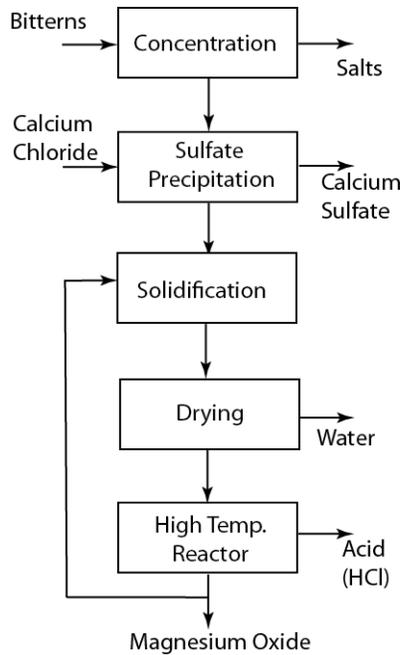 Bitterns
Concentration
Salts
Calcium
Chloride
Sulfate
Precipitation
Calcium
Sulfate
Solidification
Drying
Water
High Temp.
Reactor
Acid
(HCl)
Magnesium Oxide